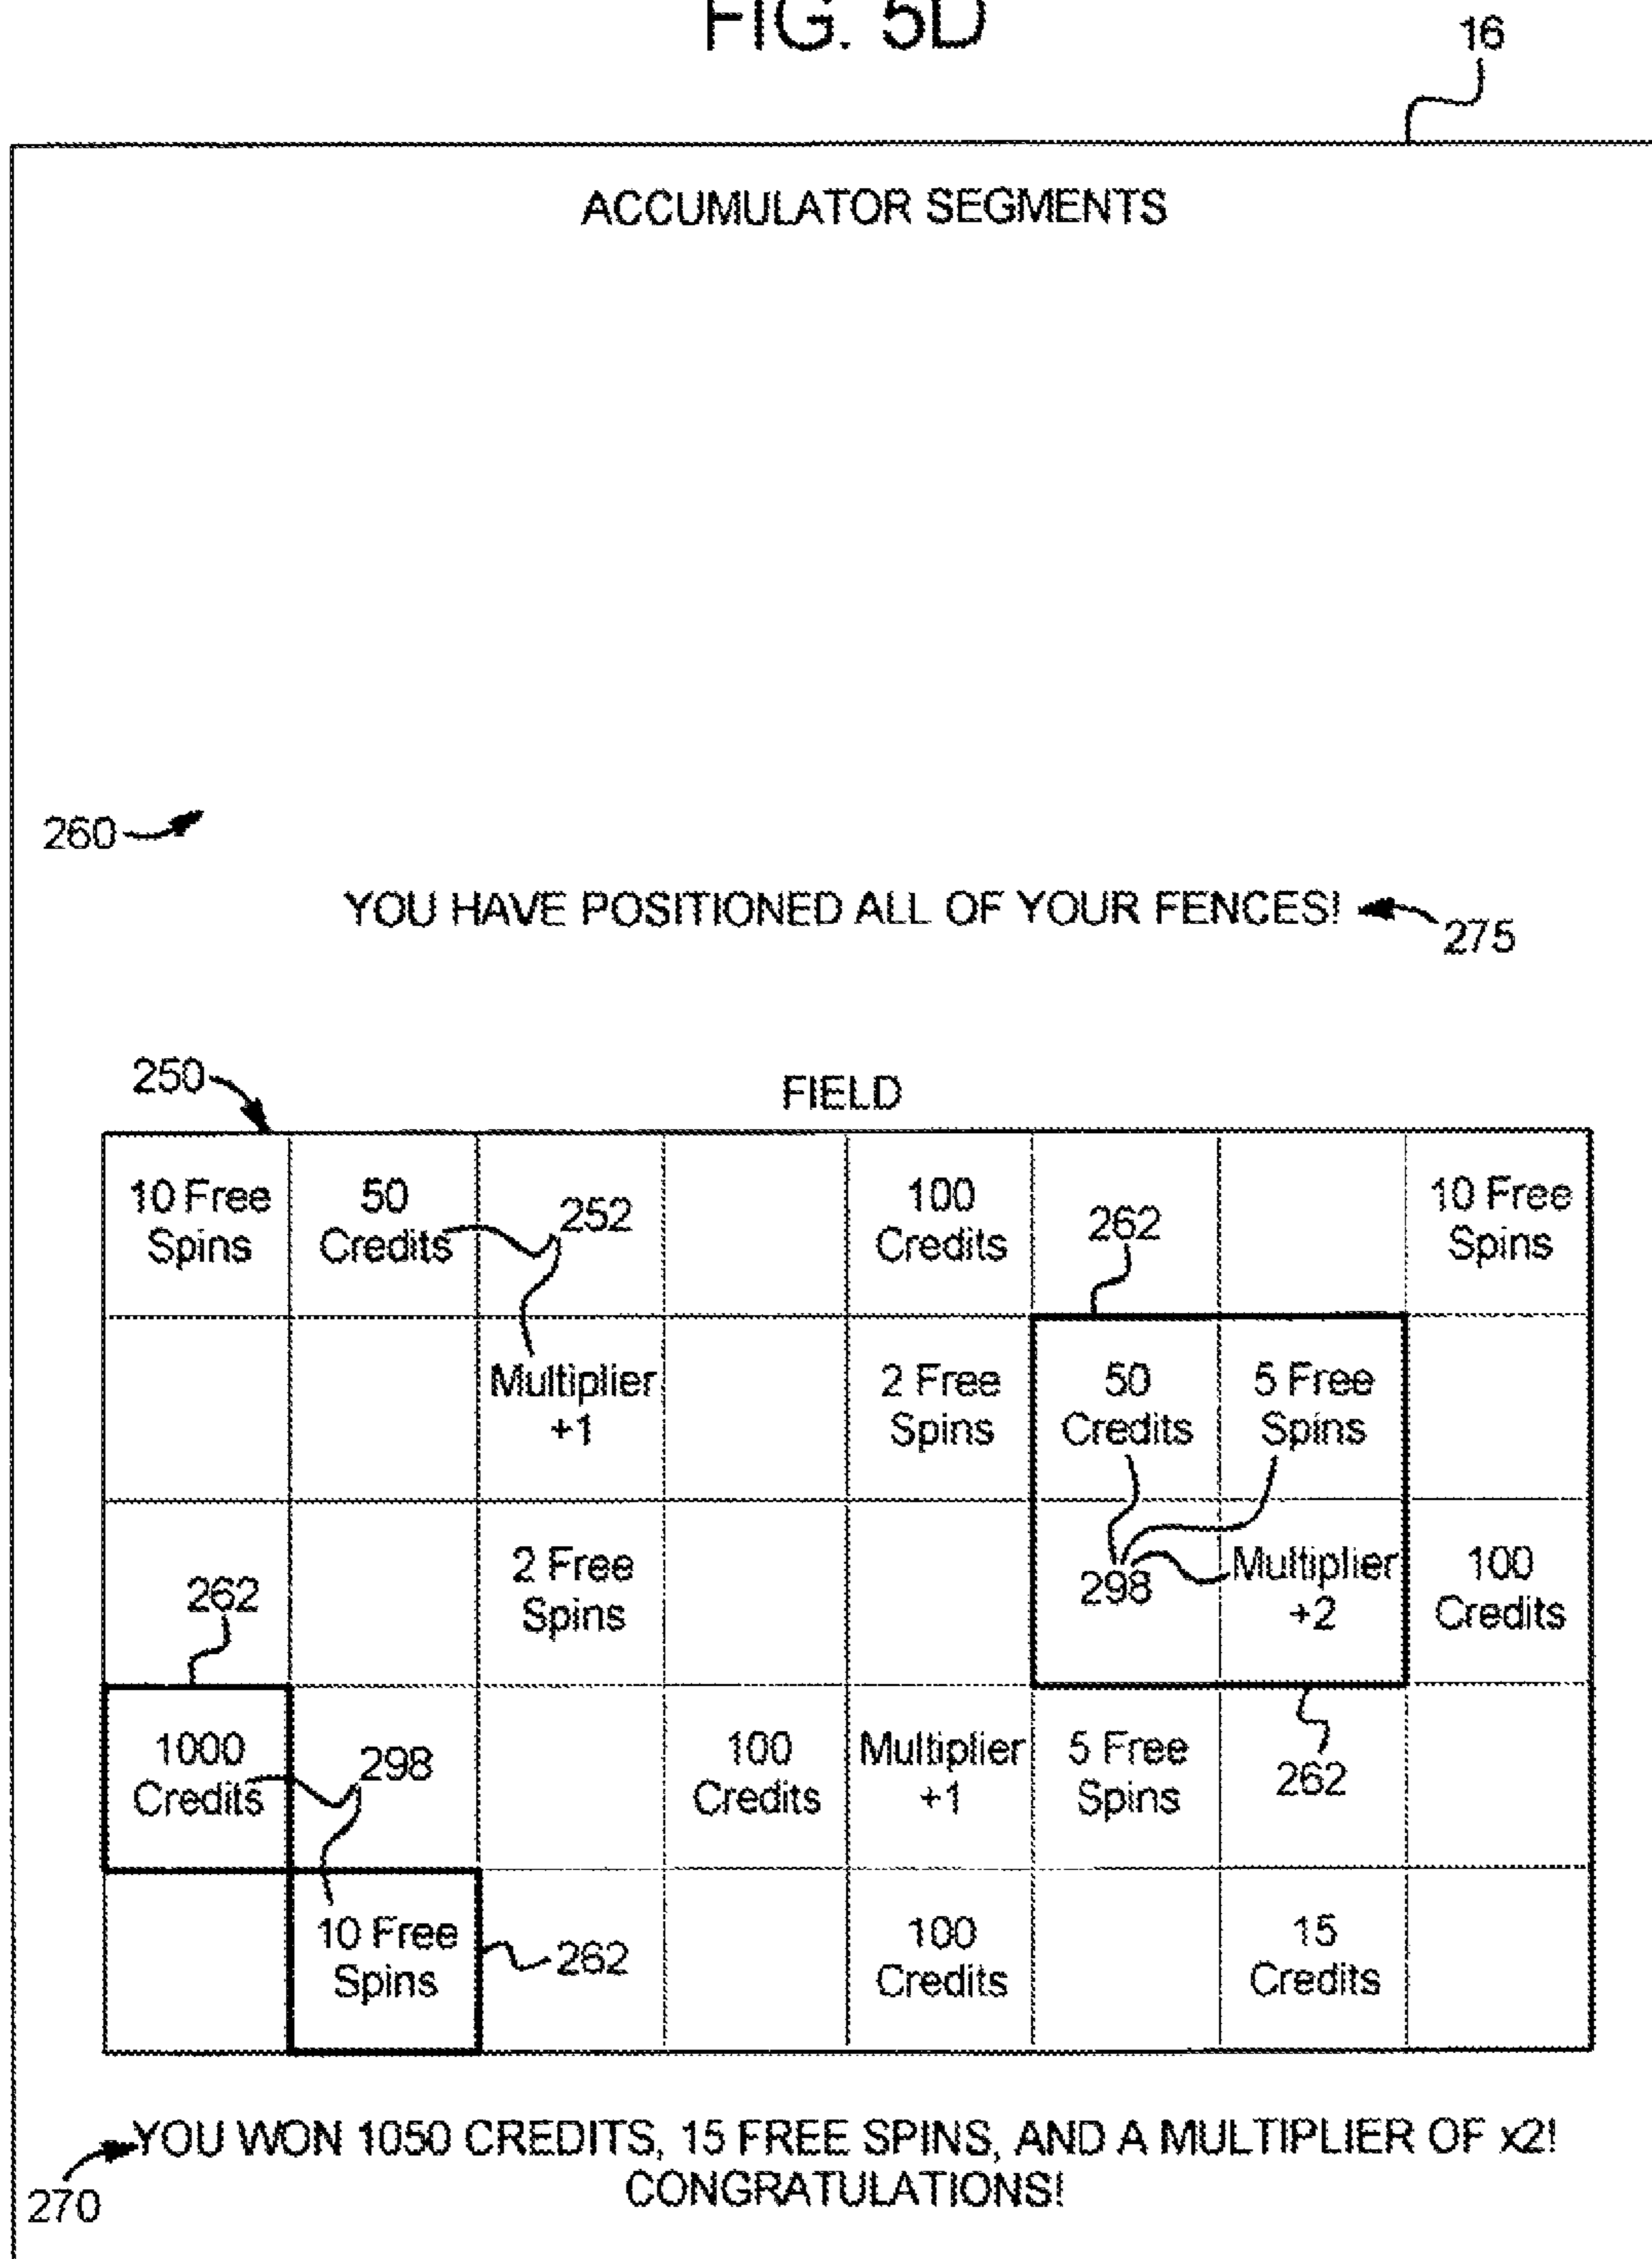 FIG. 5D
16
ACCUMULATOR SEGMENTS
260
YOU HAVE POSITIONED ALL OF YOUR FENCES!
275
250
FIELD
10 Free
Spins
50
Credits
252
100
Credits
262
10 Free
Spins
Multiplier
+1
2 Free
Spins
50
Credits
5 Free
Spins
262
2 Free
Spins
298
Multiplier
+2
100
Credits
1000
Credits
298
100
Credits
Multiplier
+1
5 Free
Spins
262
10 Free
Spins
262
100
Credits
15
Credits
YOU WON 1050 CREDITS, 15 FREE SPINS, AND A MULTIPLIER OF x2!
CONGRATULATIONS!
270